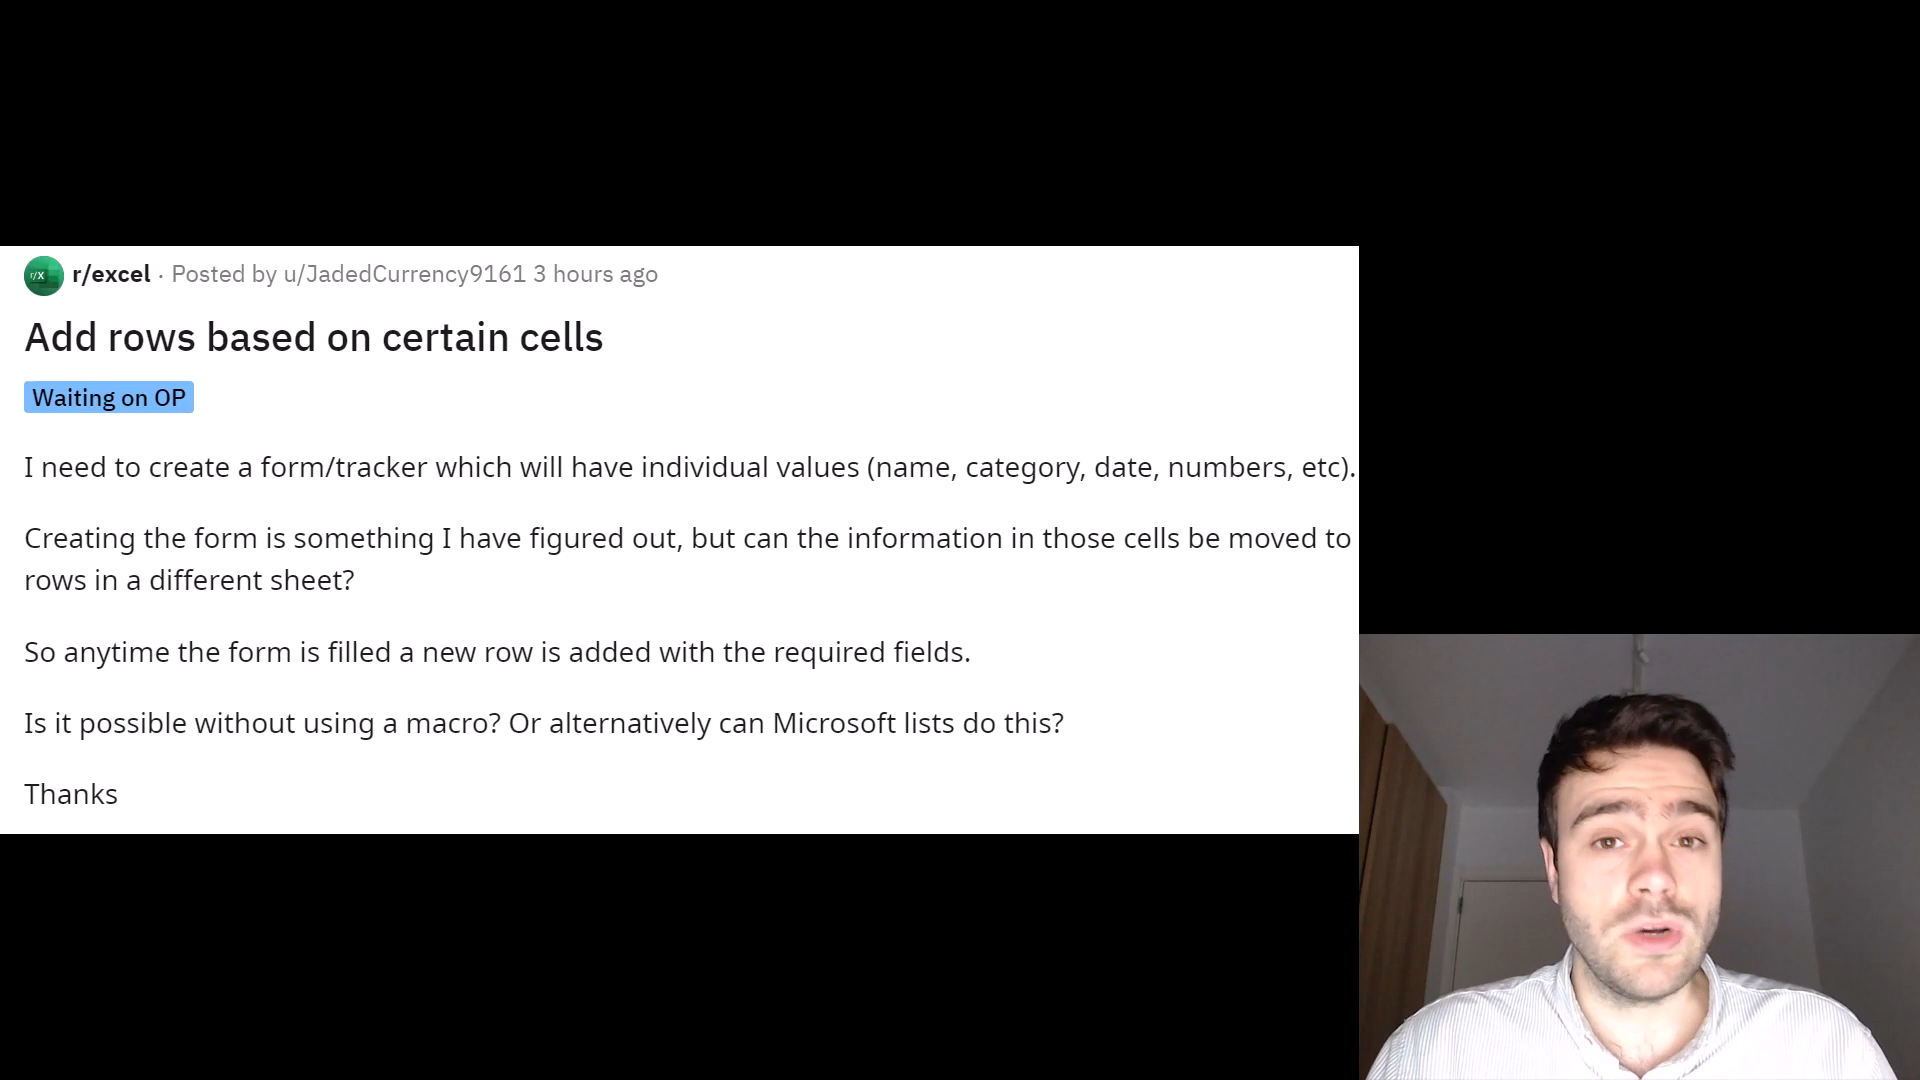 r/x r/excel · Posted by u/JadedCurrency9161 3 hours ago
Add rows based on certain cells
Waiting on OP
I need to create a form/tracker which will have individual values (name, category, date, numbers, etc).
Creating the form is something I have figured out, but can the information in those cells be moved to
rows in a different sheet?
So anytime the form is filled a new row is added with the required fields.
Is it possible without using a macro? Or alternatively can Microsoft lists do this?
Thanks